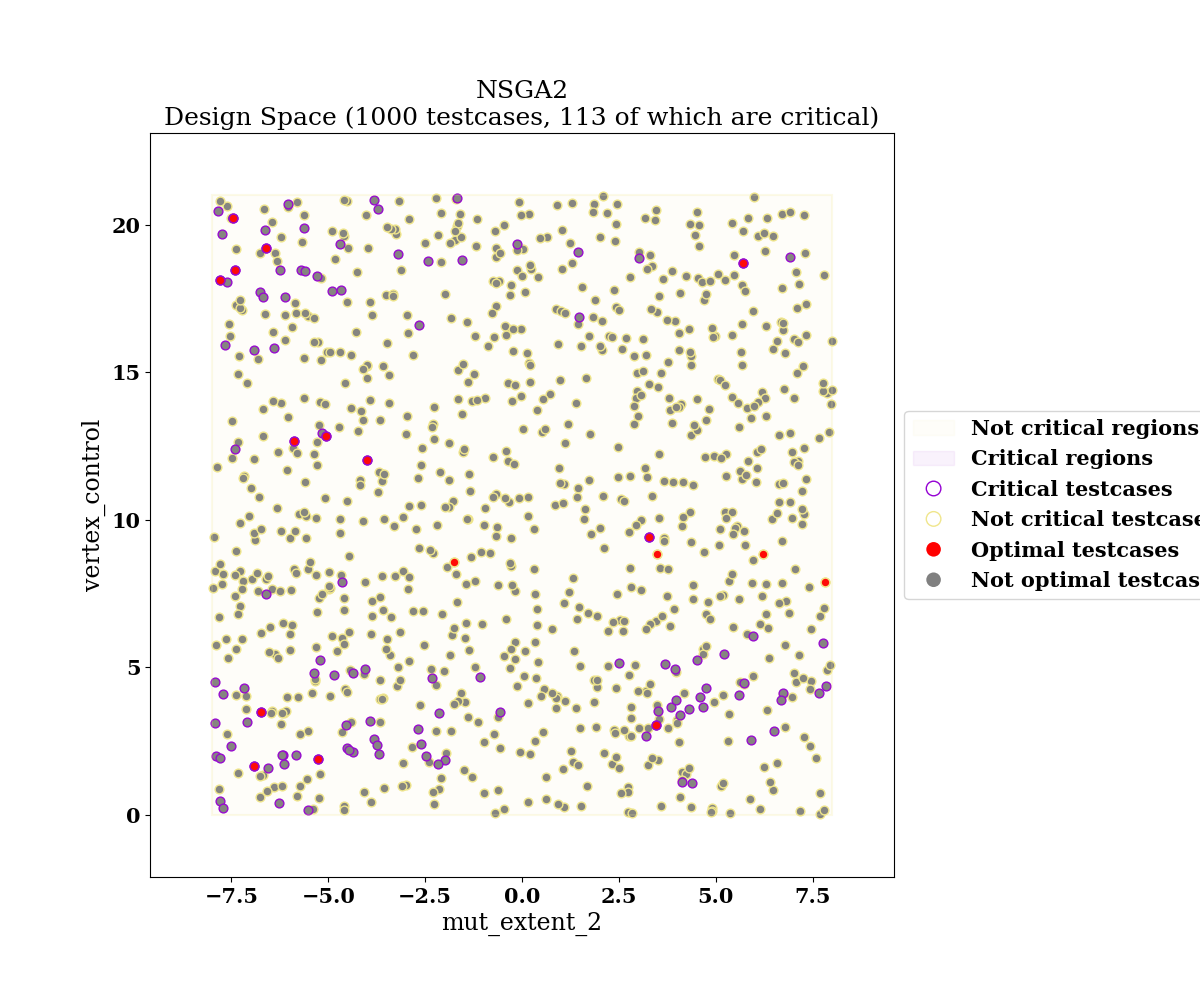 NSGA2
Design Space (1000 testcases, 113 of which are critical)
20
15
10
5
0
vertex_control
−7.5
−5.0
−2.5
0.0
2.5
5.0
7.5
mut_extent_2
Not critical regions
Critical regions
Critical testcases
Not critical testcase
Optimal testcases
Not optimal testcas